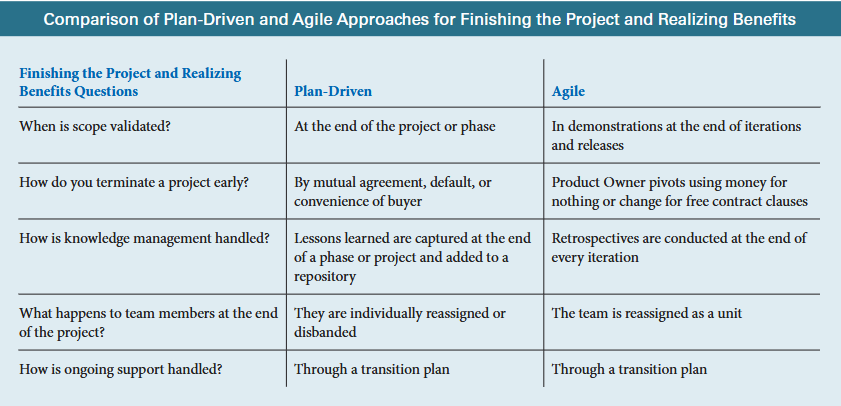 Comparison of Plan-Driven and Agile Approaches for Finishing the Project and Realizing Benefits
Finishing the Project and Realizing
Benefits Questions
Plan-Driven
Agile
When is scope validated?
At the end of the project or phase
In demonstrations at the end of iterations
and releases
How do you terminate a project early?
By mutual agreement, default, or
convenience of buyer
Product Owner pivots using money for
nothing or change for free contract clauses
How is knowledge management handled?
Lessons learned are captured at the end
of a phase or project and added to a
repository
Retrospectives are conducted at the end of
every iteration
What happens to team members at the end
of the project?
They are individually reassigned or
disbanded
The team is reassigned as a unit
How is ongoing support handled?
Through a transition plan
Through a transition plan